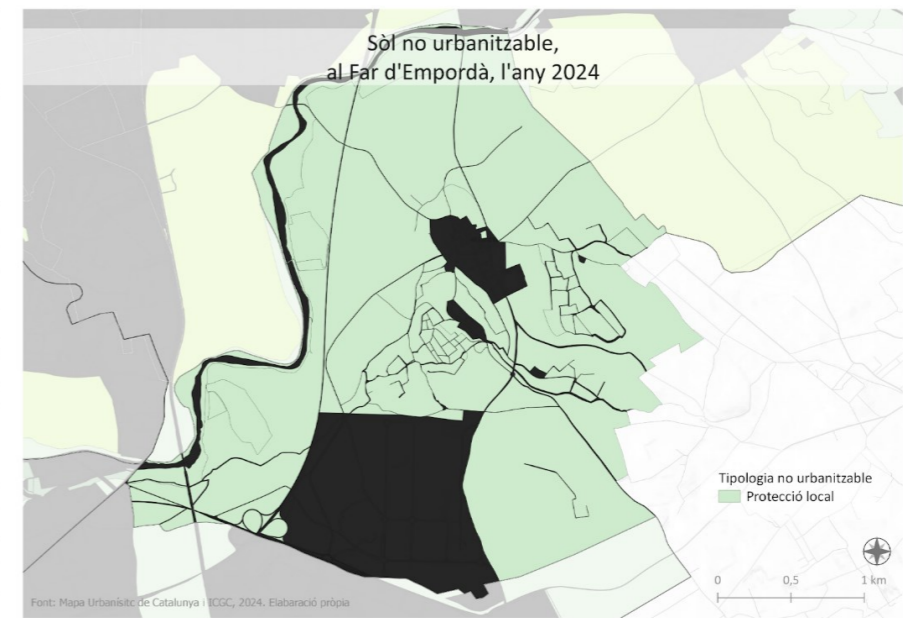 Sòl no urbanitzable,
al Far d'Empordà, l'any 2024
Tipologia no urbanitzable
Protecció local
0 0,5 1 km
Font: Mapa Urbanísitc de Catalunya i ICGC, 2024. Elabaració pròpia